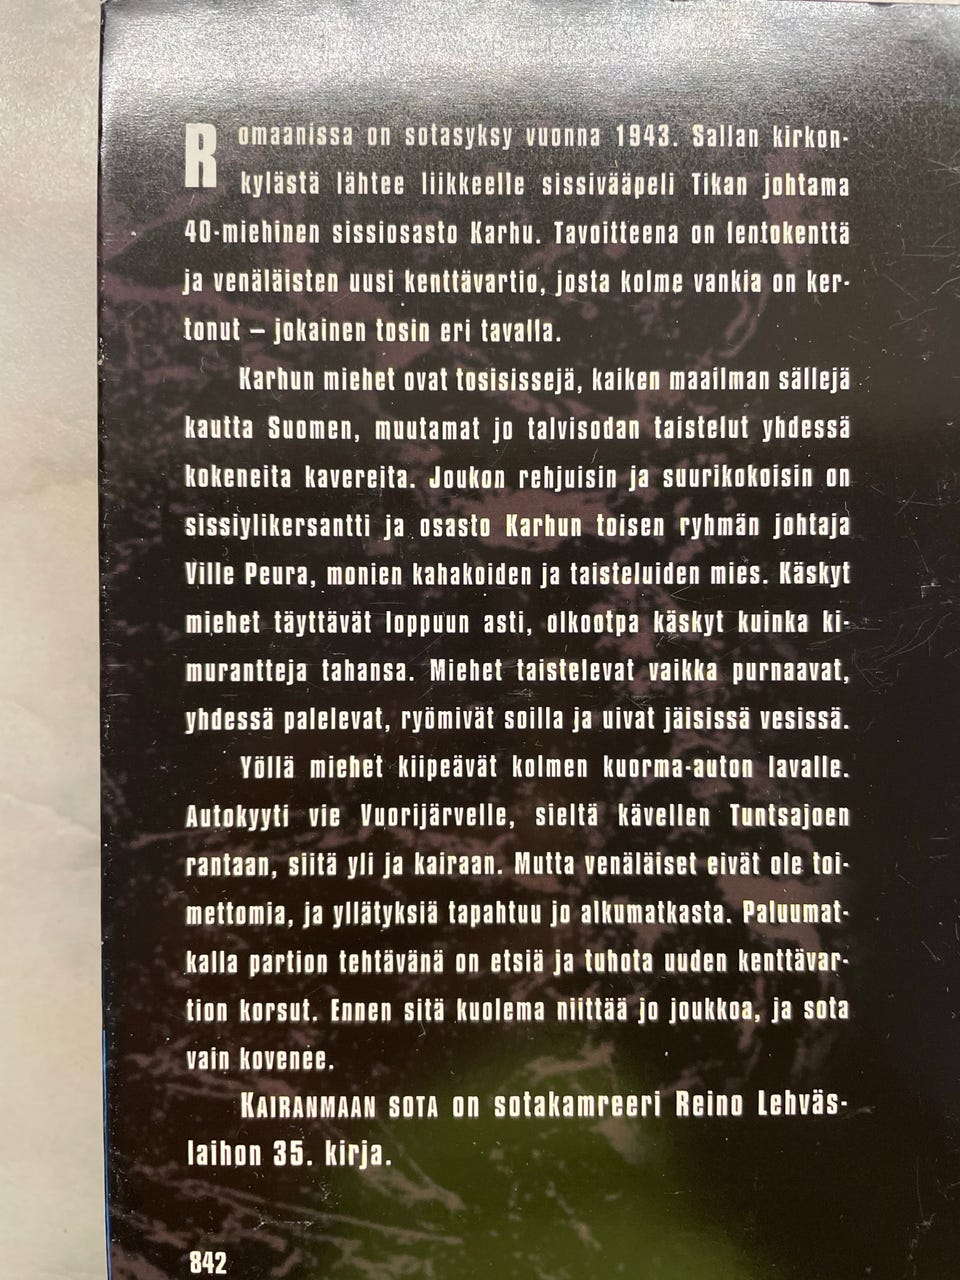 Romaanissa on sotasyksy vuonna 1943. Sallan kirkon-
kylästä lähtee liikkeelle sissivääpeli Tikan johtama
40-miehinen sissiosasto Karhu. Tavoitteena on lentokenttä
ja venäläisten uusi kenttävartio, josta kolme vankia on ker-
tonut – jokainen tosin eri tavalla.
Karhun miehet ovat tosisissejä, kaiken maailman sällejä
kautta Suomen, muutamat jo talvisodan taistelut yhdessä
kokeneita kavereita. Joukon rehjuisin ja suurikokoisin on
sissiylikersantti ja osasto Karhun toisen ryhmän johtaja
Ville Peura, monien kahakoiden ja taisteluiden mies. Käskyt
miehet täyttävät loppuun asti, olkootpa käskyt kuinka ki-
murantteja tahansa. Miehet taistelevat vaikka purnaavat,
yhdessä palelevat, ryömivät soilla ja uivat jäisissä vesissä.
Yöllä miehet kiipeävät kolmen kuorma-auton lavalle.
Autokyyti vie Vuorijärvelle, sieltä kävellen Tuntsajoen
rantaan, siitä yli ja kairaan. Mutta venäläiset eivät ole toi-
mettomia, ja yllätyksiä tapahtuu jo alkumatkasta. Paluumat-
kalla partion tehtävänä on etsiä ja tuhota uuden kenttävar-
tion korsut. Ennen sitä kuolema niittää jo joukkoa, ja sota
vain kovenee.
KAIRANMAAN SOTA on sotakamreeri Reino Lehväs-
laihon 35. kirja.
842